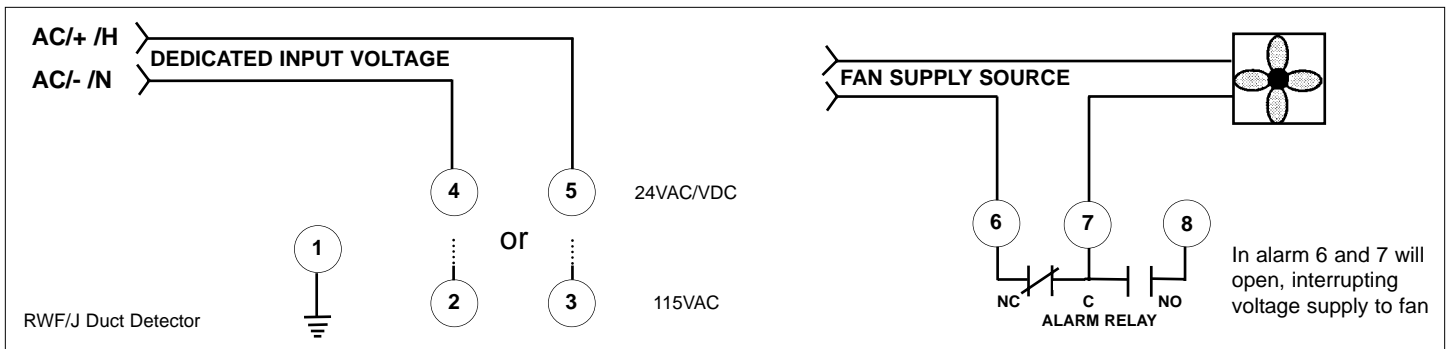 AC/+ /H
DEDICATED INPUT VOLTAGE
AC/- /N
4
5
24VAC/VDC
or
1
2
3
115VAC
RWF/J Duct Detector
FAN SUPPLY SOURCE
6
7
8
NC
C
NO
ALARM RELAY
In alarm 6 and 7 will
open, interrupting
voltage supply to fan